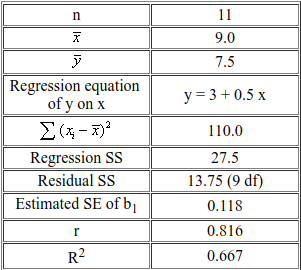 n 11
x̄ 9.0
ȳ 7.5
Regression equation
of y on x y = 3 + 0.5 x
∑ (xᵢ − x̄)² 110.0
Regression SS 27.5
Residual SS 13.75 (9 df)
Estimated SE of b₁ 0.118
r 0.816
R² 0.667